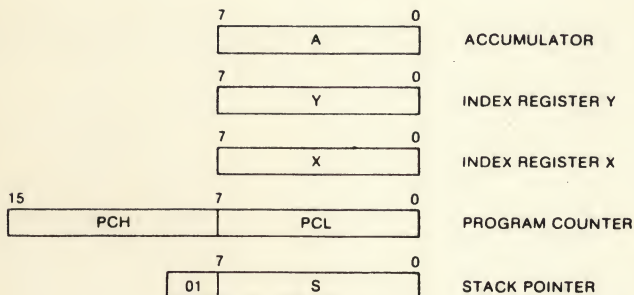 7 0
A ACCUMULATOR
7 0
Y INDEX REGISTER Y
7 0
X INDEX REGISTER X
15 7 0
PCH PCL PROGRAM COUNTER
7 0
01 S STACK POINTER